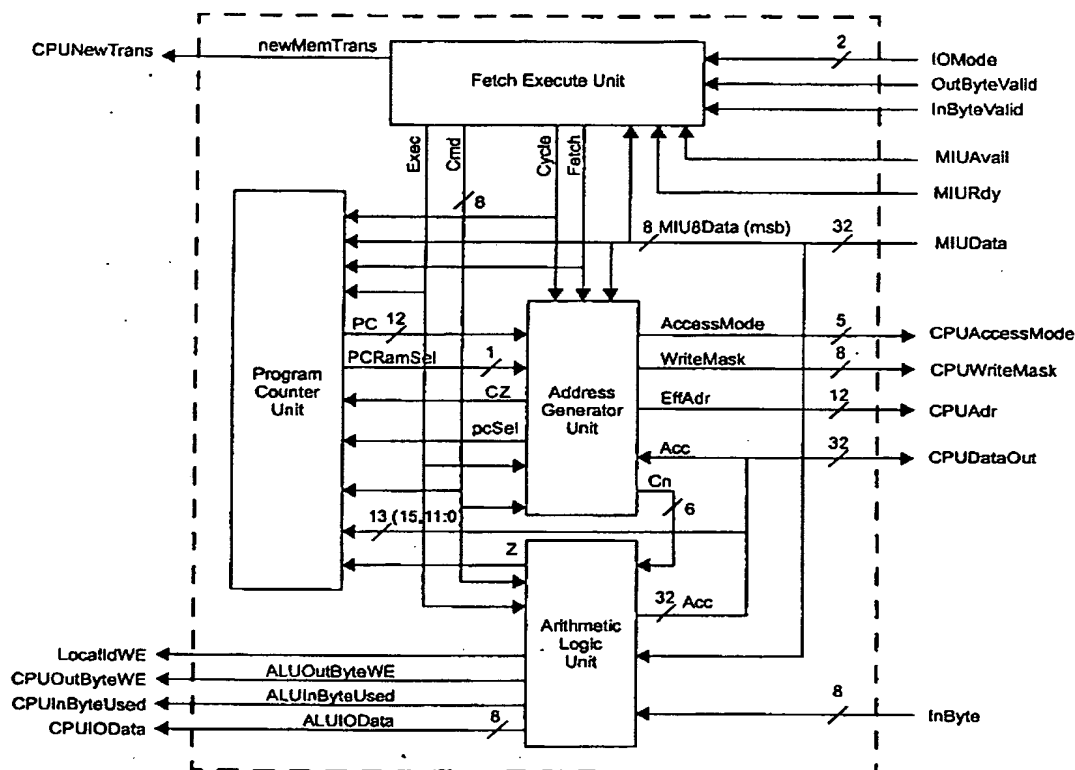 CPUNewTrans
newMemTrans
Fetch Execute Unit
2
IOMode
OutByteValid
InByteValid
MIUAvail
MIURdy
Exec
Cmd
Cycle
Fetch
8
8 MIU8Data (msb)
32
MIUData
Program
Counter
Unit
PC
12
PCRamSel
1
CZ
pcSel
Address
Generator
Unit
AccessMode
5
CPUAccessMode
WriteMask
8
CPUWriteMask
EffAdr
12
CPUAdr
Acc
32
CPUDataOut
Cn
6
13 (15,11:0)
Z
Arithmetic
Logic
Unit
32
Acc
LocalIdWE
CPUOutByteWE
ALUOutByteWE
CPUInByteUsed
ALUInByteUsed
CPUIOData
ALUIOData
8
8
InByte